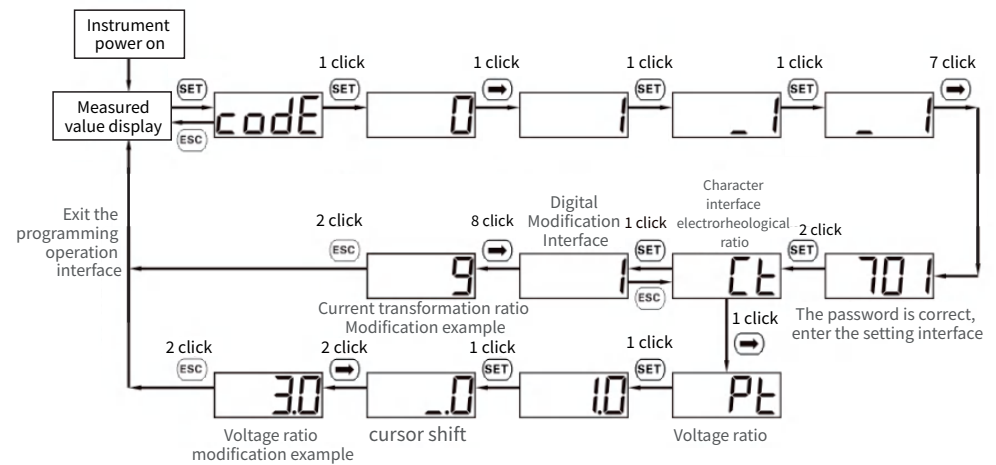 Instrument
power on
1 click
1 click
1 click
1 click
7 click
SET
SET
➡
SET
SET
➡
Measured
value display
codE
0
1
_1
_ 1
ESC
Exit the
programming
operation
interface
2 click
ESC
8 click
➡
Digital
Modification
Interface
1 click
SET
ESC
Character
interface
electrorheological
ratio
2 click
SET
9
1
Ct
701
Current transformation ratio
Modification example
The password is correct,
enter the setting interface
1 click
➡
2 click
ESC
2 click
➡
1 click
SET
1 click
SET
3.0
_.0
1.0
Pt
Voltage ratio
modification example
cursor shift
Voltage ratio